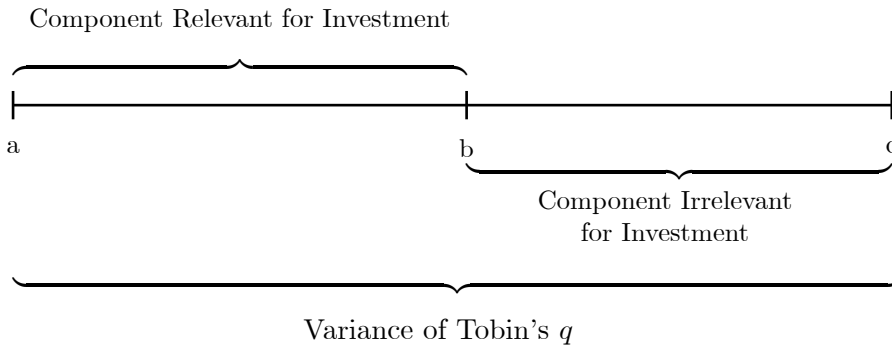 Component Relevant for Investment
a
b
c
Component Irrelevant
for Investment
Variance of Tobin's q